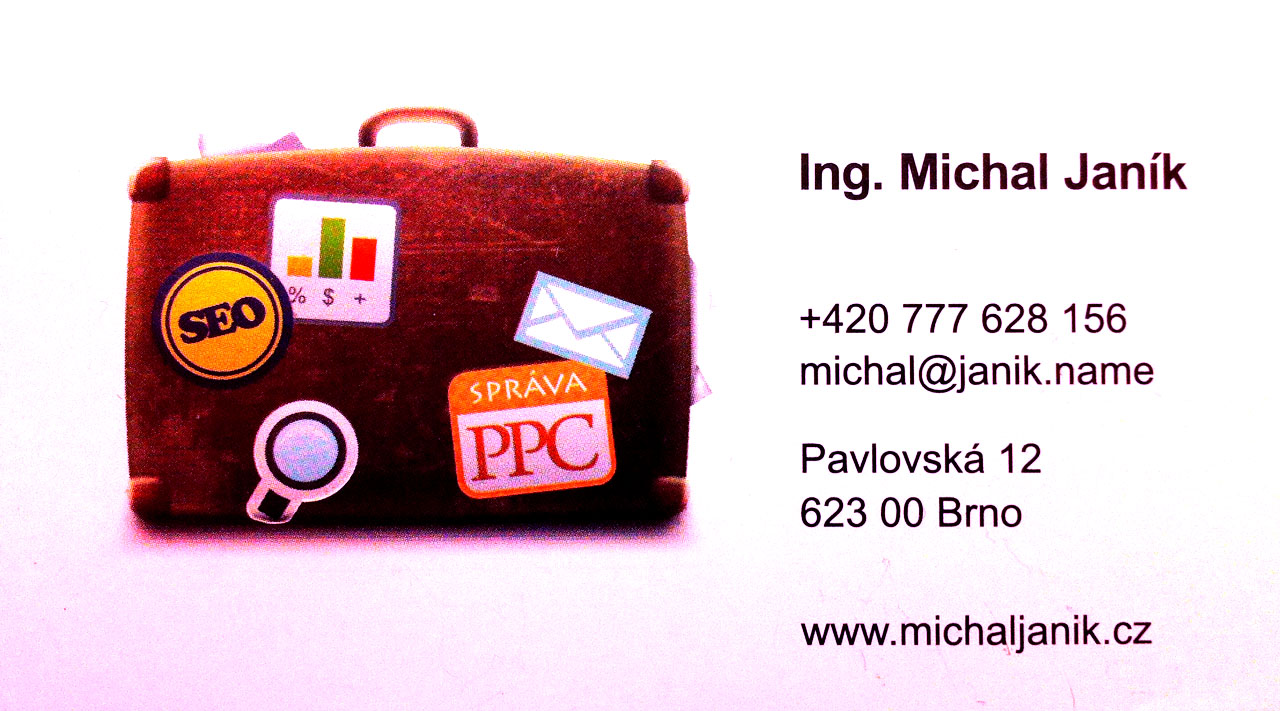 % $ +
SEO
SPRÁVA
PPC
Ing. Michal Janík
+420 777 628 156
michal@janik.name
Pavlovská 12
623 00 Brno
www.michaljanik.cz